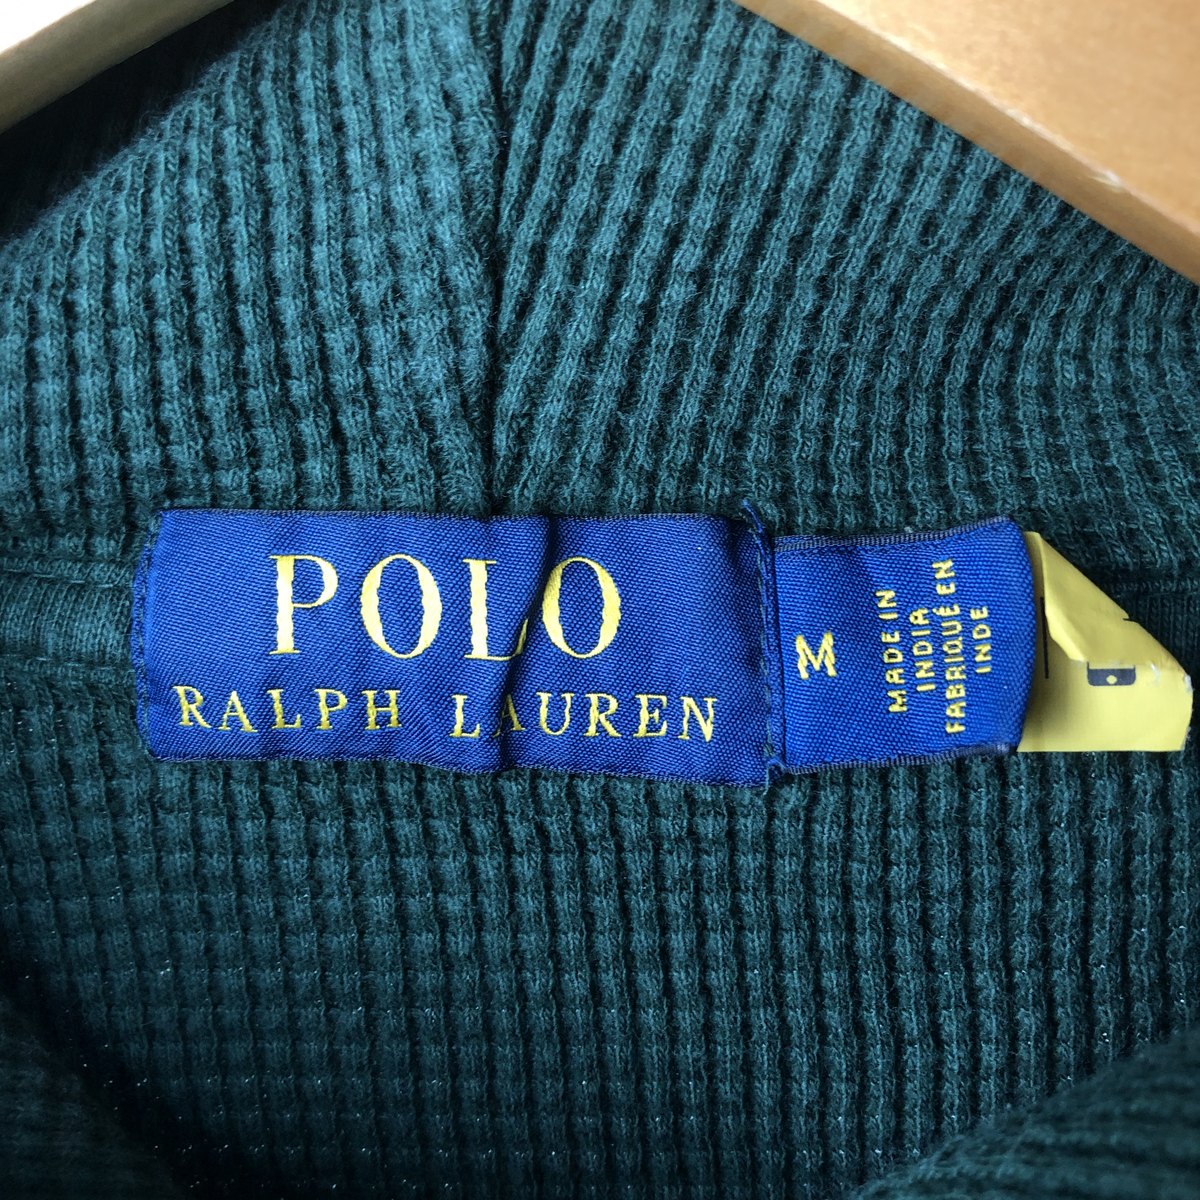 POLO
RALPH LAUREN
M
MADE IN
INDIA
FABRIQUÉ EN
INDE